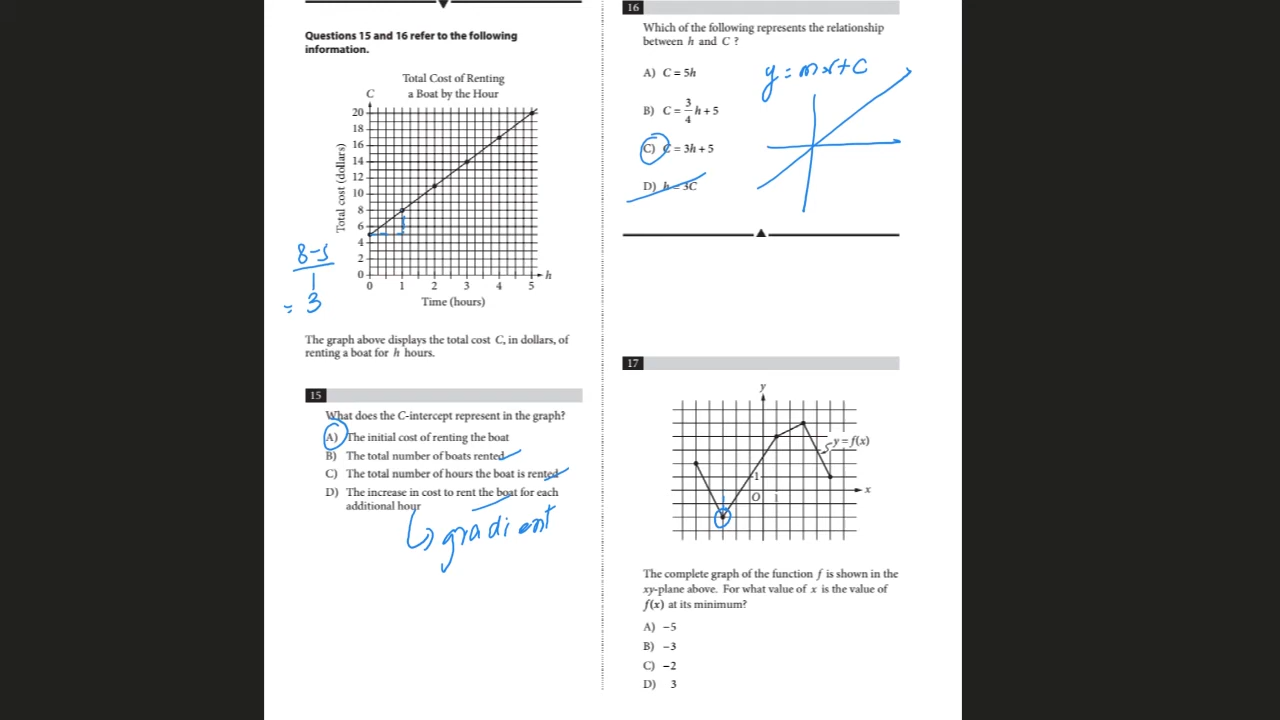 Questions 15 and 16 refer to the following
information.
Total Cost of Renting
a Boat by the Hour
C
20
18
16
14
12
10
8
6
4
2
0
Total cost (dollars)
0 1 2 3 4 5
h
Time (hours)
8-5
1
= 3
The graph above displays the total cost C, in dollars, of
renting a boat for h hours.
15
What does the C-intercept represent in the graph?
A) The initial cost of renting the boat
B) The total number of boats rented
C) The total number of hours the boat is rented
D) The increase in cost to rent the boat for each
additional hour
gradient
16
Which of the following represents the relationship
between h and C ?
A) C = 5h
B) C = 3/4 h + 5
C) C = 3h + 5
D) h = 3C
y = mx + C
17
y
y = f(x)
1
O
x
The complete graph of the function f is shown in the
xy-plane above. For what value of x is the value of
f(x) at its minimum?
A) −5
B) −3
C) −2
D) 3